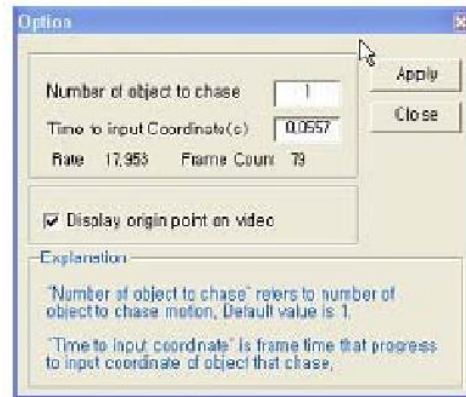 Option
Number of object to chase 1
Time to input Coordinate(s) 0,0557
Rate 17,953 Frame Count 79
Apply
Close
Display origin point on video
Explanation
"Number of object to chase" refers to number of
object to chase motion, Default value is 1,
"Time to input coordinate" is frame time that progress
to input coordinate of object that chase,